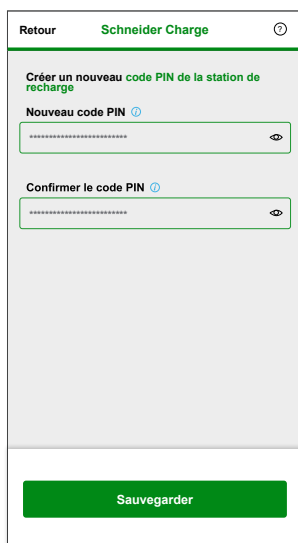 Retour Schneider Charge ?
Créer un nouveau code PIN de la station de
recharge
Nouveau code PIN i
*************************
Confirmer le code PIN i
*************************
Sauvegarder